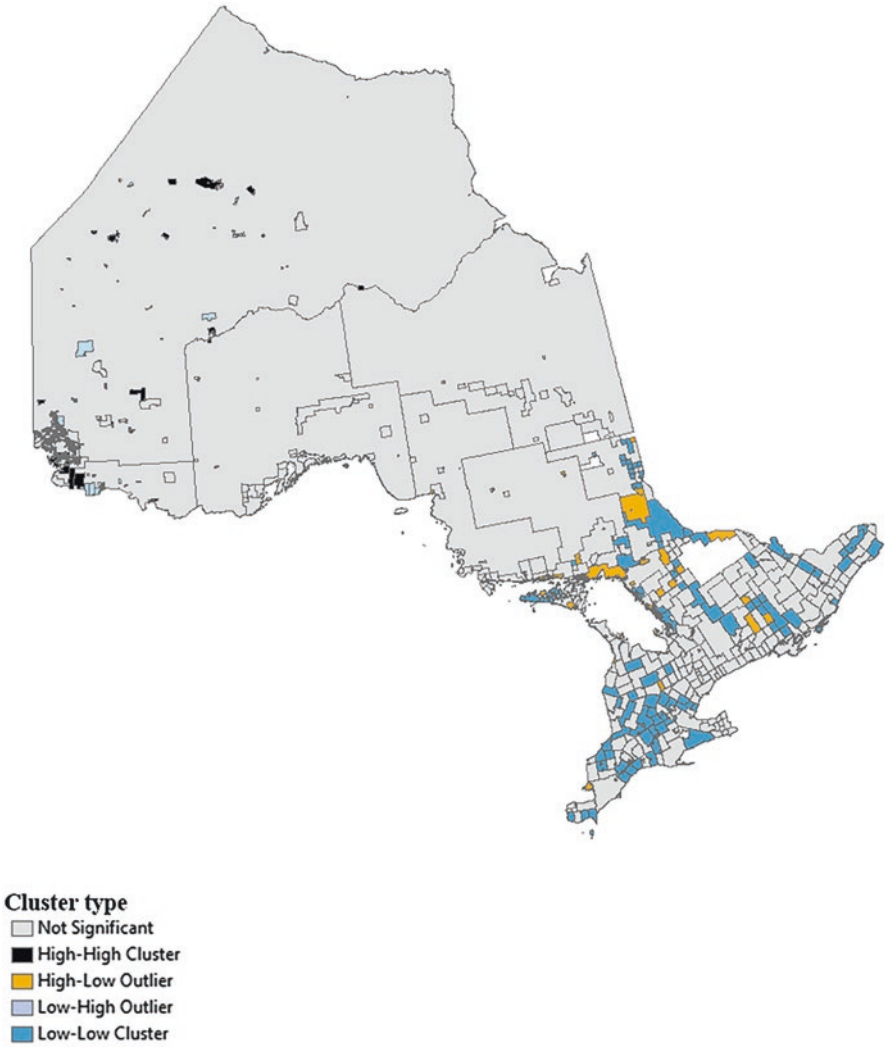 Cluster type
Not Significant
High-High Cluster
High-Low Outlier
Low-High Outlier
Low-Low Cluster